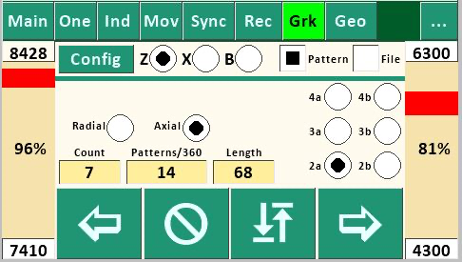 Main One Ind Mov Sync Rec Grk Geo ...
8428 Config Z X B Pattern File 6300
4a 4b
Radial Axial 3a 3b
96% 81%
Count Patterns/360 Length
7 14 68 2a 2b
7410 4300